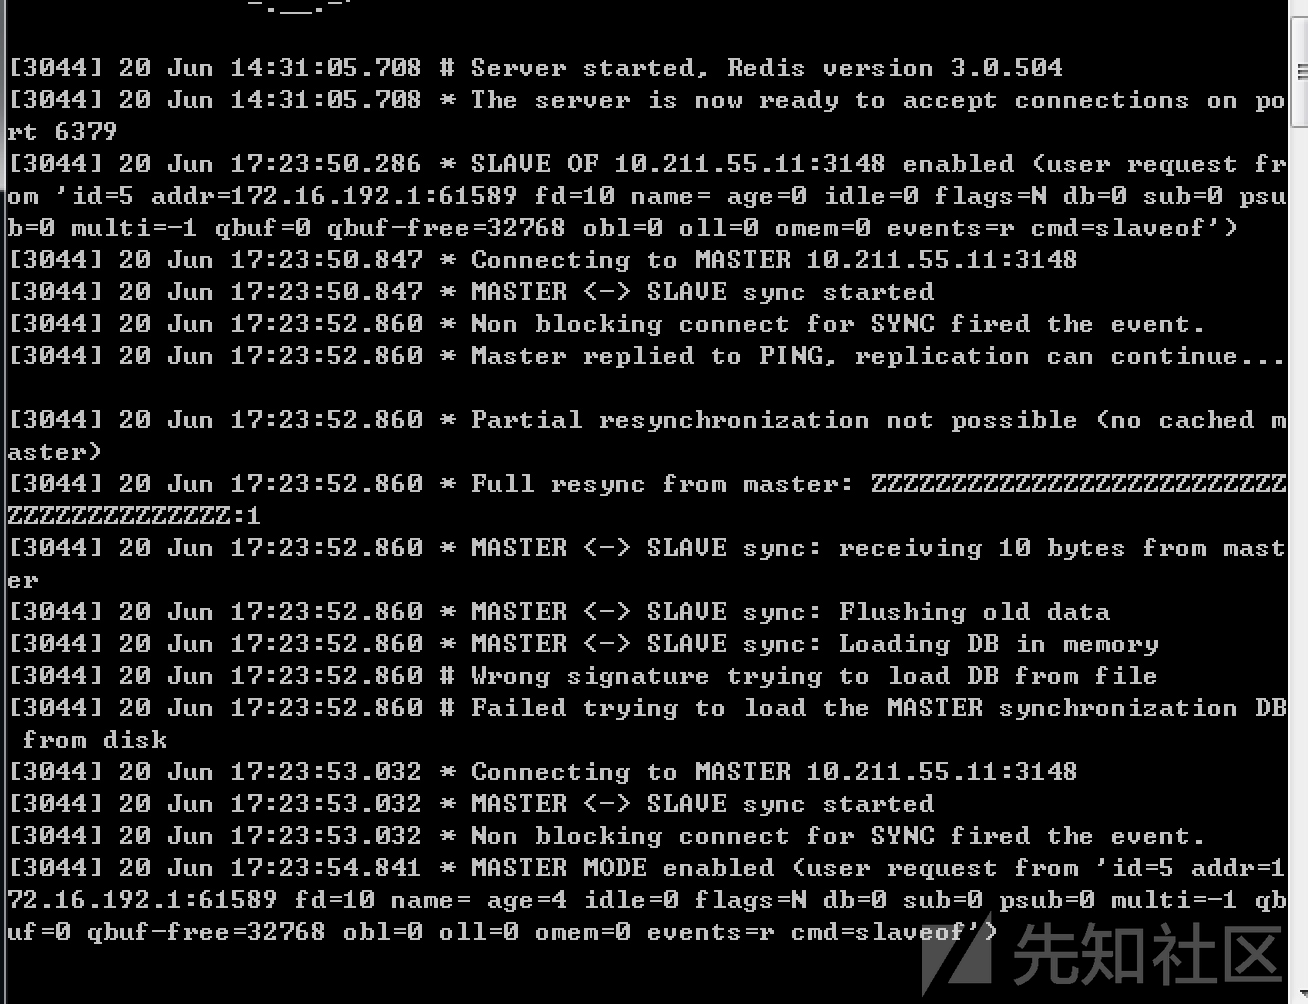 [3044] 20 Jun 14:31:05.708 # Server started, Redis version 3.0.504
[3044] 20 Jun 14:31:05.708 * The server is now ready to accept connections on po
rt 6379
[3044] 20 Jun 17:23:50.286 * SLAVE OF 10.211.55.11:3148 enabled (user request fr
om 'id=5 addr=172.16.192.1:61589 fd=10 name= age=0 idle=0 flags=N db=0 sub=0 psu
b=0 multi=-1 qbuf=0 qbuf-free=32768 obl=0 oll=0 omem=0 events=r cmd=slaveof')
[3044] 20 Jun 17:23:50.847 * Connecting to MASTER 10.211.55.11:3148
[3044] 20 Jun 17:23:50.847 * MASTER <-> SLAVE sync started
[3044] 20 Jun 17:23:52.860 * Non blocking connect for SYNC fired the event.
[3044] 20 Jun 17:23:52.860 * Master replied to PING, replication can continue...
[3044] 20 Jun 17:23:52.860 * Partial resynchronization not possible (no cached m
aster)
[3044] 20 Jun 17:23:52.860 * Full resync from master: ZZZZZZZZZZZZZZZZZZZZZZZZZZ
ZZZZZZZZZZZZZZ:1
[3044] 20 Jun 17:23:52.860 * MASTER <-> SLAVE sync: receiving 10 bytes from mast
er
[3044] 20 Jun 17:23:52.860 * MASTER <-> SLAVE sync: Flushing old data
[3044] 20 Jun 17:23:52.860 * MASTER <-> SLAVE sync: Loading DB in memory
[3044] 20 Jun 17:23:52.860 # Wrong signature trying to load DB from file
[3044] 20 Jun 17:23:52.860 # Failed trying to load the MASTER synchronization DB
 from disk
[3044] 20 Jun 17:23:53.032 * Connecting to MASTER 10.211.55.11:3148
[3044] 20 Jun 17:23:53.032 * MASTER <-> SLAVE sync started
[3044] 20 Jun 17:23:53.032 * Non blocking connect for SYNC fired the event.
[3044] 20 Jun 17:23:54.841 * MASTER MODE enabled (user request from 'id=5 addr=1
72.16.192.1:61589 fd=10 name= age=4 idle=0 flags=N db=0 sub=0 psub=0 multi=-1 qb
uf=0 qbuf-free=32768 obl=0 oll=0 omem=0 events=r cmd=slaveof')
先知社区